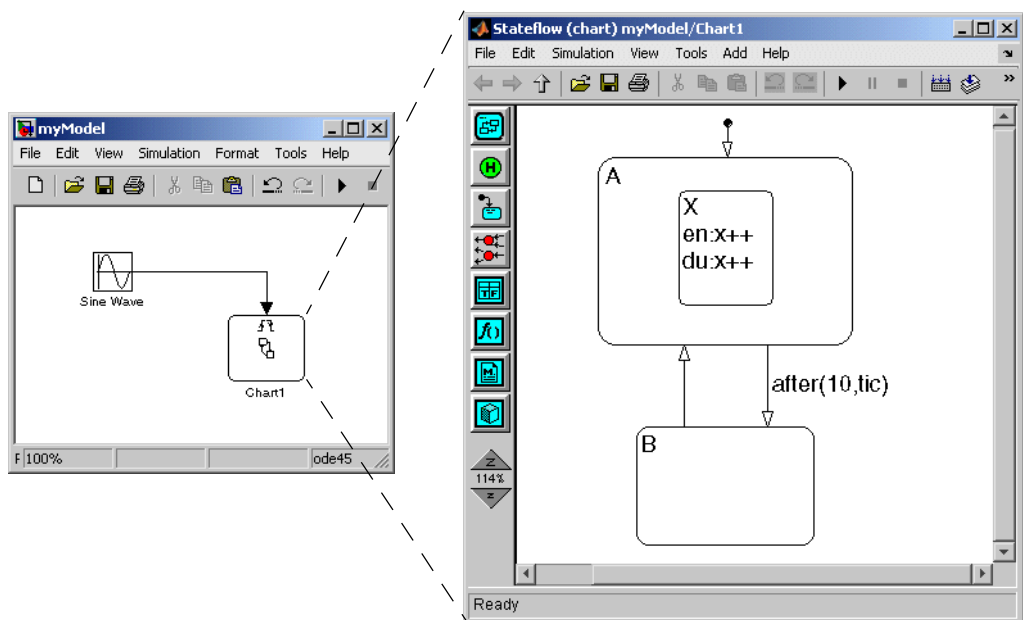 myModel
File Edit View Simulation Format Tools Help
Sine Wave
Chart1
F 100% ode45
Stateflow (chart) myModel/Chart1
File Edit Simulation View Tools Add Help
»
H
TF
f()
M
Z
114%
Z
A
X
en:x++
du:x++
after(10,tic)
B
Ready